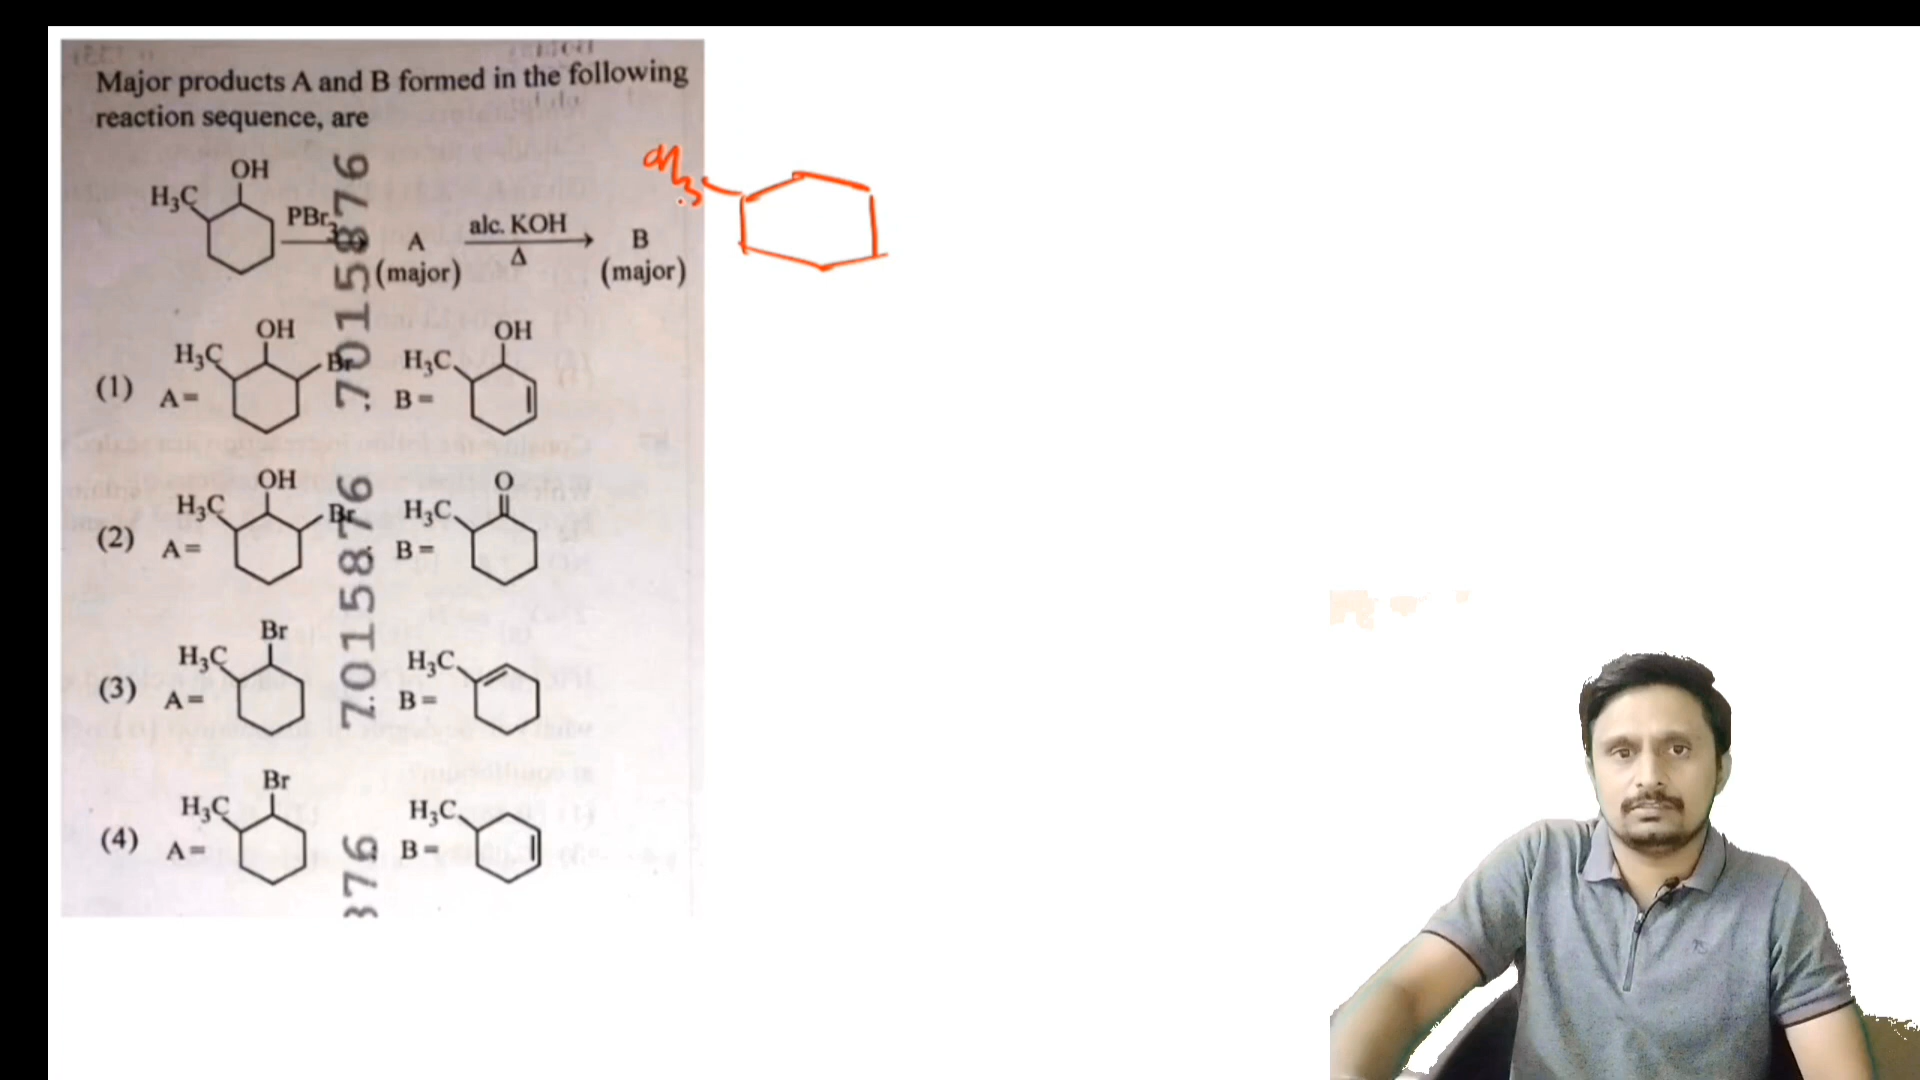 Major products A and B formed in the following
reaction sequence, are
OH
H₃C
PBr₃
A
(major)
alc. KOH
Δ
B
(major)
CH₃
(1)
A =
H₃C
OH
Br
B =
H₃C
OH
(2)
A =
H₃C
OH
Br
B =
H₃C
O
(3)
A =
H₃C
Br
B =
H₃C
(4)
A =
H₃C
Br
B =
H₃C
7015876
7015876
376